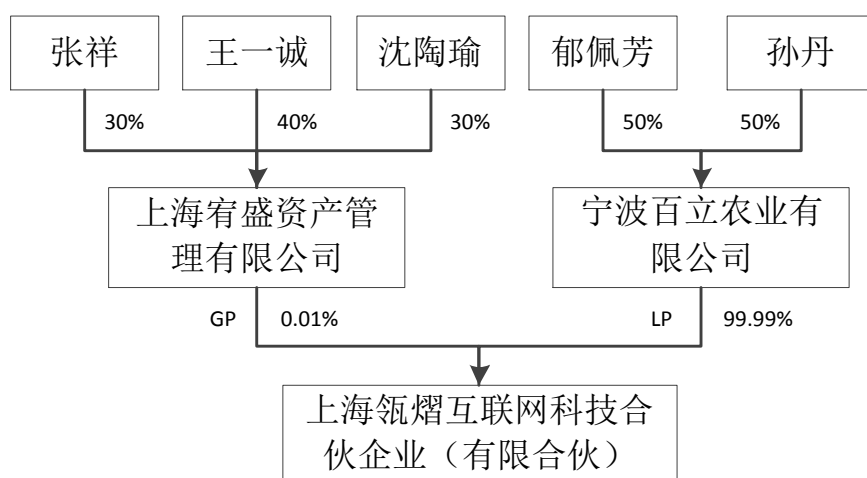 张祥
王一诚
沈陶瑜
郁佩芳
孙丹
30%
40%
30%
50%
50%
上海宥盛资产管
理有限公司
宁波百立农业有
限公司
GP
0.01%
LP
99.99%
上海瓴熠互联网科技合
伙企业（有限合伙）